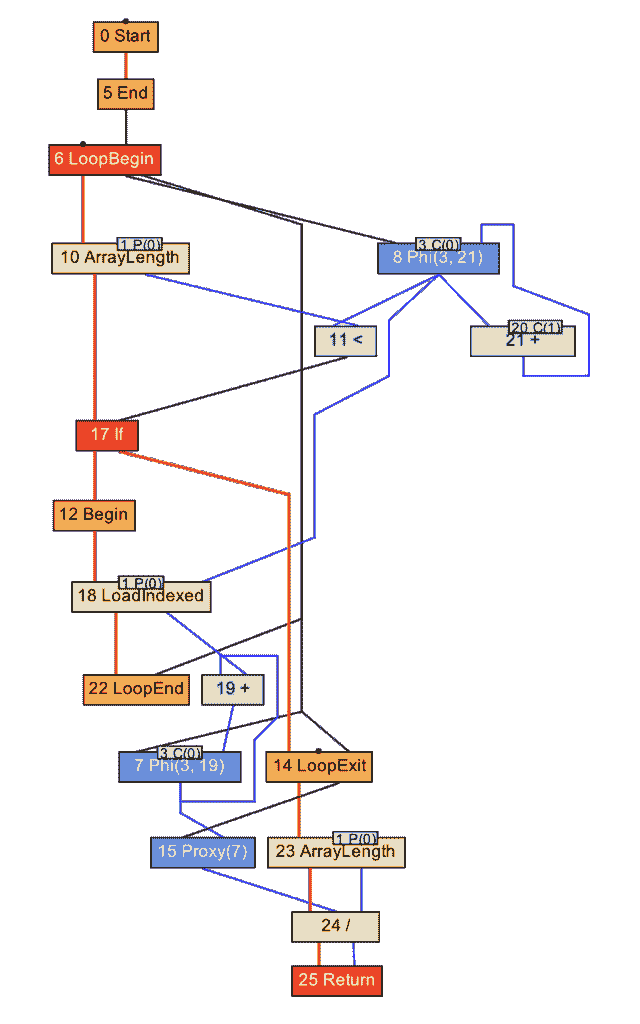 0 Start
5 End
6 LoopBegin
1 P(0)
10 ArrayLength
3 C(0)
8 Phi(3, 21)
11 <
20 C(1)
21 +
17 If
12 Begin
1 P(0)
18 LoadIndexed
22 LoopEnd
19 +
3 C(0)
7 Phi(3, 19)
14 LoopExit
15 Proxy(7)
1 P(0)
23 ArrayLength
24 /
25 Return